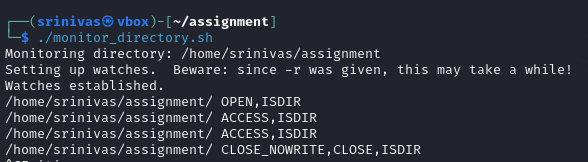 ┌──(srinivas㉿vbox)-[~/assignment]
└─$ ./monitor_directory.sh
Monitoring directory: /home/srinivas/assignment
Setting up watches.  Beware: since -r was given, this may take a while!
Watches established.
/home/srinivas/assignment/ OPEN,ISDIR
/home/srinivas/assignment/ ACCESS,ISDIR
/home/srinivas/assignment/ ACCESS,ISDIR
/home/srinivas/assignment/ CLOSE_NOWRITE,CLOSE,ISDIR